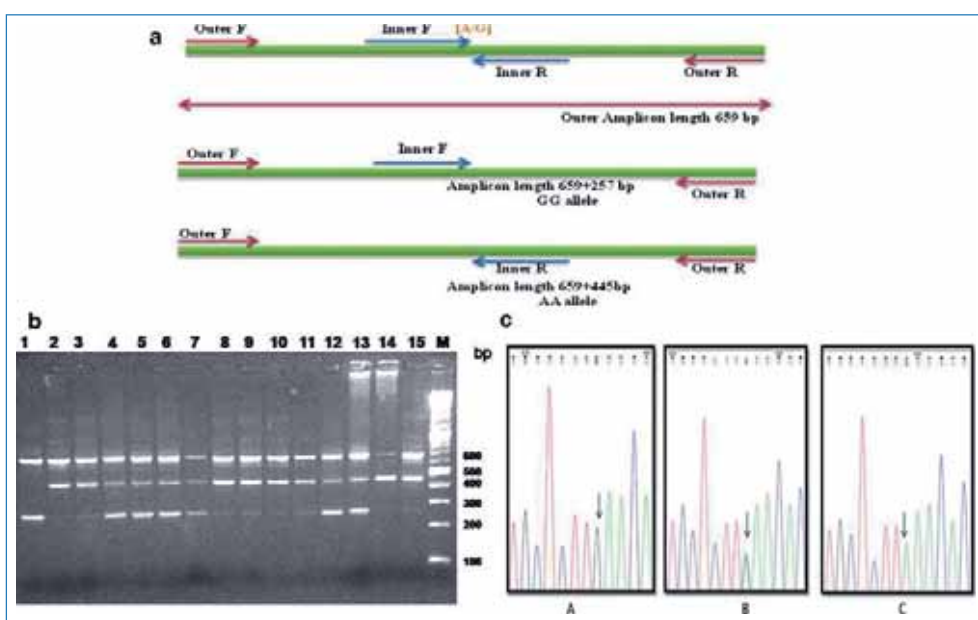 a
Outer F
Inner F
[A/G]
Inner R
Outer R
Outer Amplicon length 659 bp
Outer F
Inner F
Amplicon length 659+257 bp
GG allele
Outer R
Outer F
Inner R
Outer R
Amplicon length 659+445bp
AA allele
b
1 2 3 4 5 6 7 8 9 10 11 12 13 14 15 M
bp
600
500
400
300
200
100
c
A B C